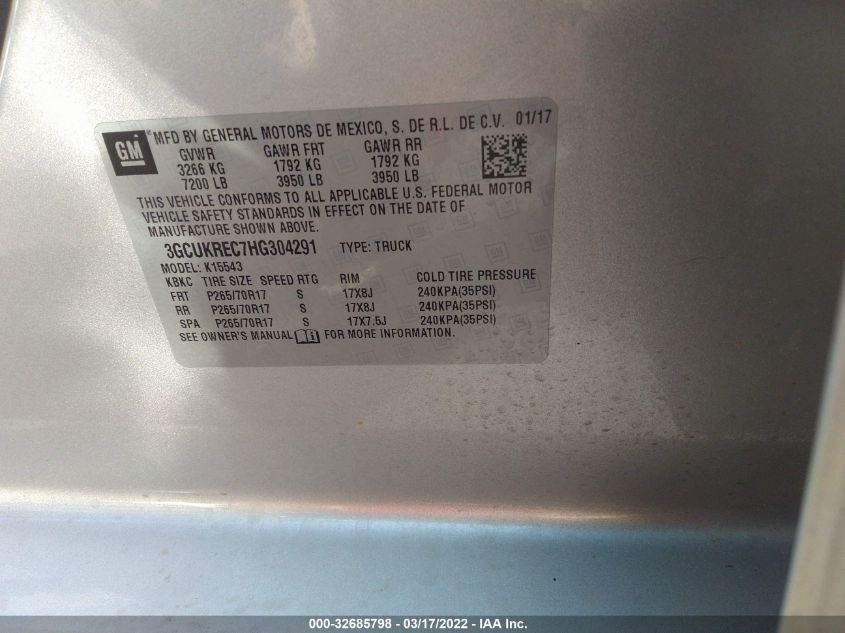 GM ® MFD BY GENERAL MOTORS DE MEXICO, S. DE R.L. DE C.V. 01/17
GVWR GAWR FRT GAWR RR
3266 KG 1792 KG 1792 KG
7200 LB 3950 LB 3950 LB
THIS VEHICLE CONFORMS TO ALL APPLICABLE U.S. FEDERAL MOTOR
VEHICLE SAFETY STANDARDS IN EFFECT ON THE DATE OF
MANUFACTURE SHOWN ABOVE.
3GCUKREC7HG304291 TYPE: TRUCK
MODEL: K15543
KBKC TIRE SIZE SPEED RTG RIM COLD TIRE PRESSURE
FRT P265/70R17 S 17X8J 240KPA(35PSI)
RR P265/70R17 S 17X8J 240KPA(35PSI)
SPA P265/70R17 S 17X7.5J 240KPA(35PSI)
SEE OWNER'S MANUAL FOR MORE INFORMATION.
000-32685798 - 03/17/2022 - IAA Inc.